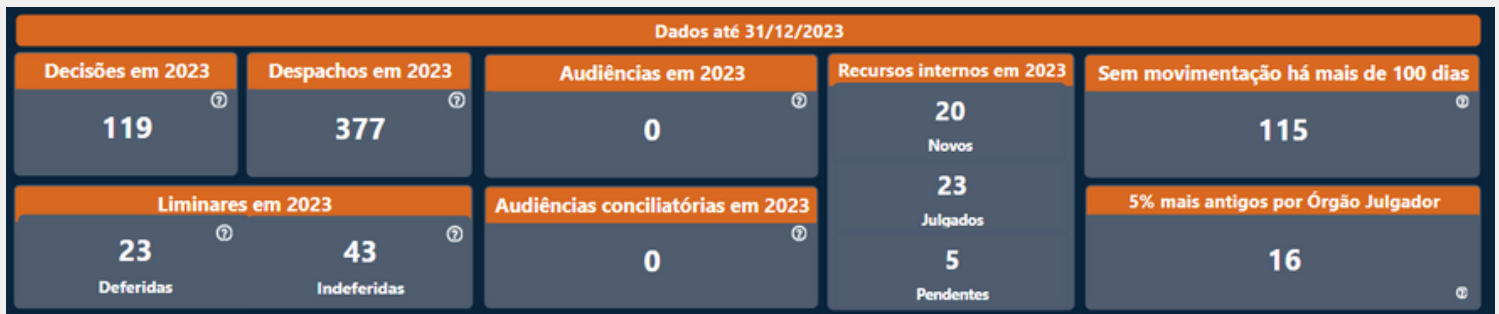 Dados até 31/12/2023
Decisões em 2023
119
Despachos em 2023
377
Audiências em 2023
0
Recursos internos em 2023
20
Novos
23
Julgados
5
Pendentes
Sem movimentação há mais de 100 dias
115
Liminares em 2023
23
Deferidas
43
Indeferidas
Audiências conciliatórias em 2023
0
5% mais antigos por Órgão Julgador
16